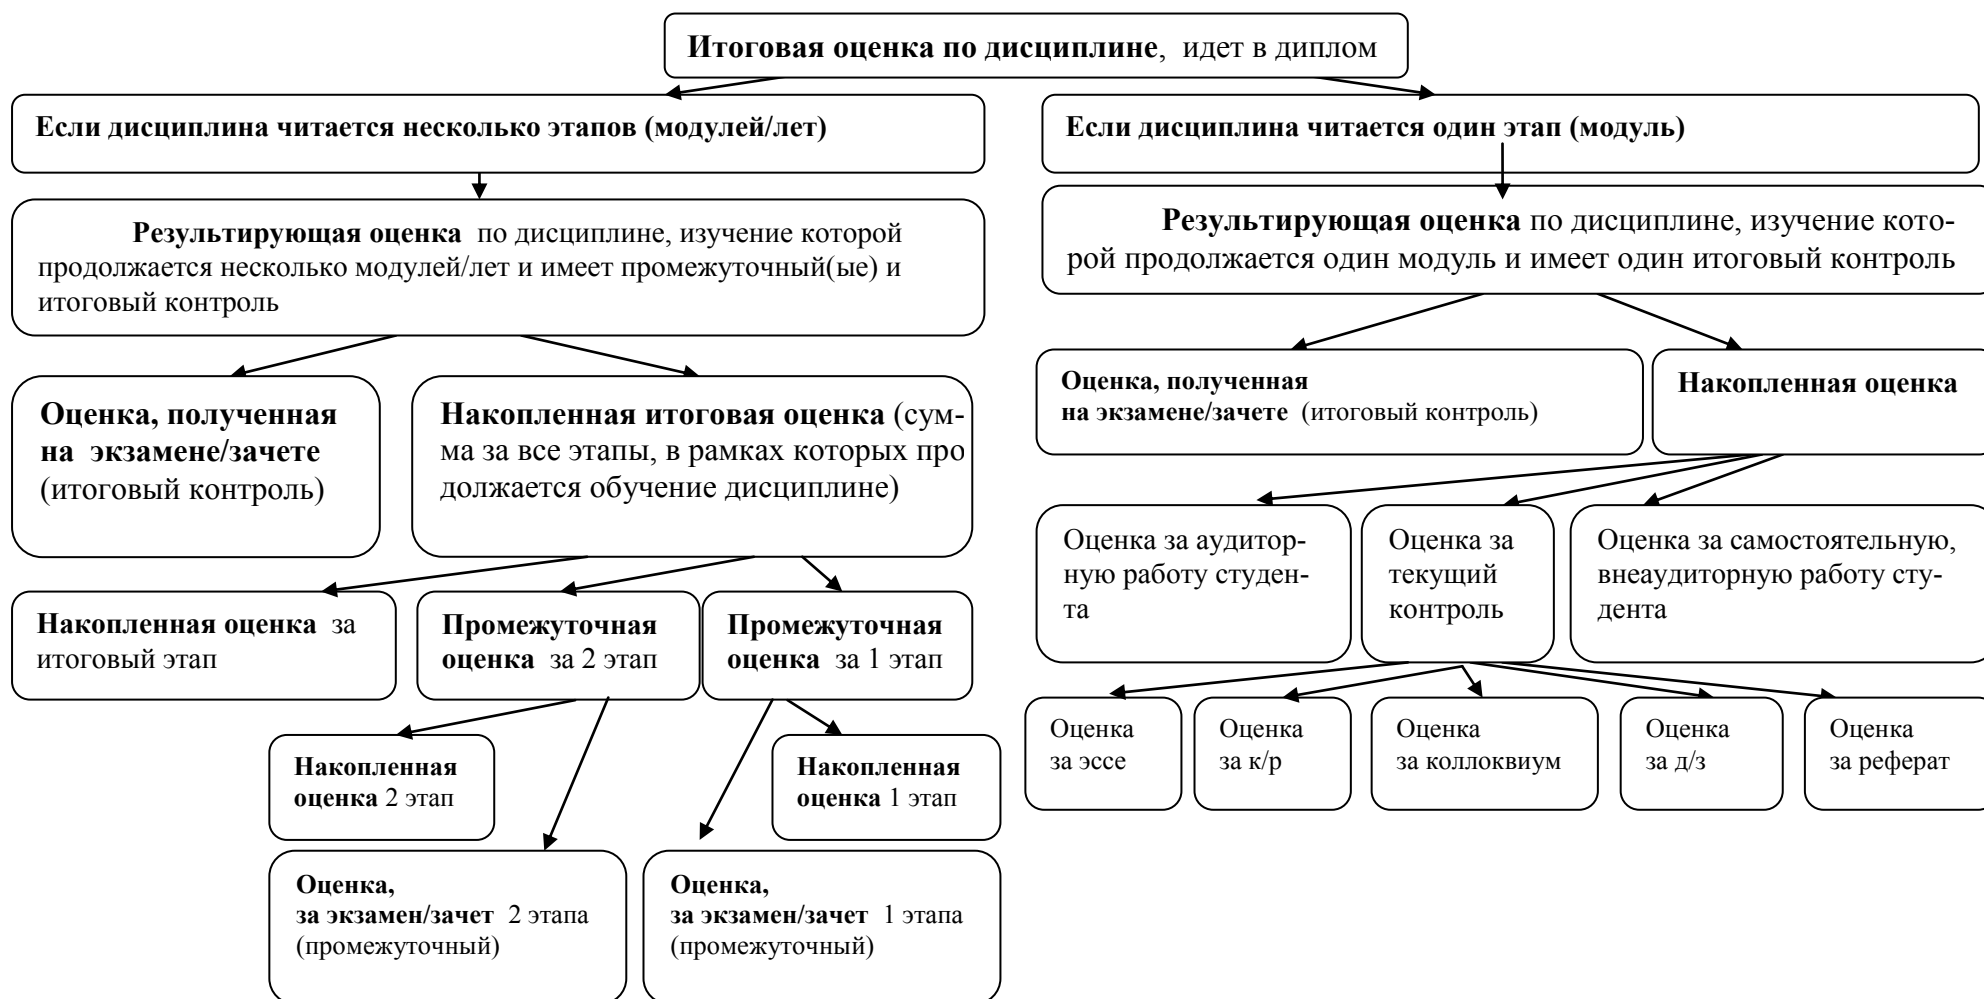 Итоговая оценка по дисциплине, идет в диплом
Если дисциплина читается несколько этапов (модулей/лет)
Если дисциплина читается один этап (модуль)
Результирующая оценка по дисциплине, изучение которой
продолжается несколько модулей/лет и имеет промежуточный(ые) и
итоговый контроль
Результирующая оценка по дисциплине, изучение кото-
рой продолжается один модуль и имеет один итоговый контроль
Оценка, полученная
на экзамене/зачете
(итоговый контроль)
Накопленная итоговая оценка (сум-
ма за все этапы, в рамках которых про
должается обучение дисциплине)
Оценка, полученная
на экзамене/зачете (итоговый контроль)
Накопленная оценка
Оценка за аудитор-
ную работу студен-
та
Оценка за
текущий
контроль
Оценка за самостоятельную,
внеаудиторную работу сту-
дента
Накопленная оценка за
итоговый этап
Промежуточная
оценка за 2 этап
Промежуточная
оценка за 1 этап
Оценка
за эссе
Оценка
за к/р
Оценка
за коллоквиум
Оценка
за д/з
Оценка
за реферат
Накопленная
оценка 2 этап
Накопленная
оценка 1 этап
Оценка,
за экзамен/зачет 2 этапа
(промежуточный)
Оценка,
за экзамен/зачет 1 этапа
(промежуточный)